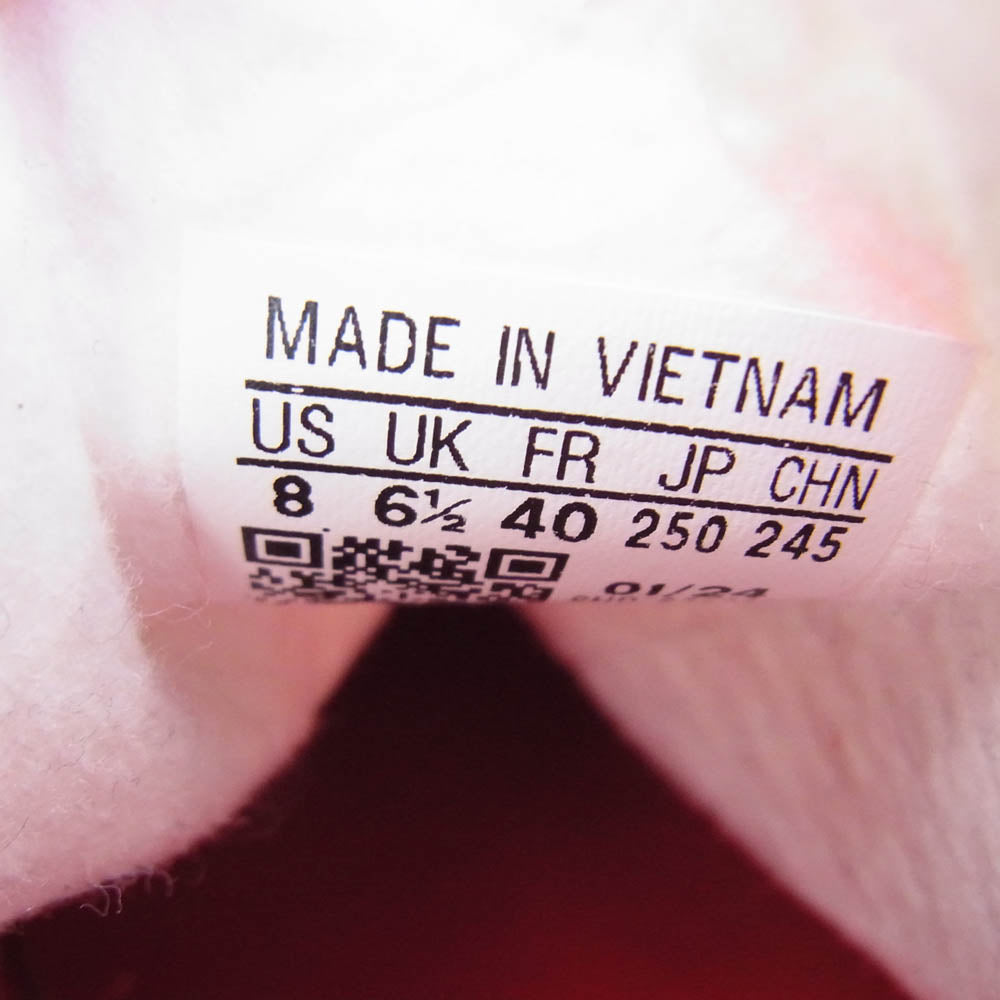 MADE IN VIETNAM
US UK FR JP CHN
8 6½ 40 250 245
01/24